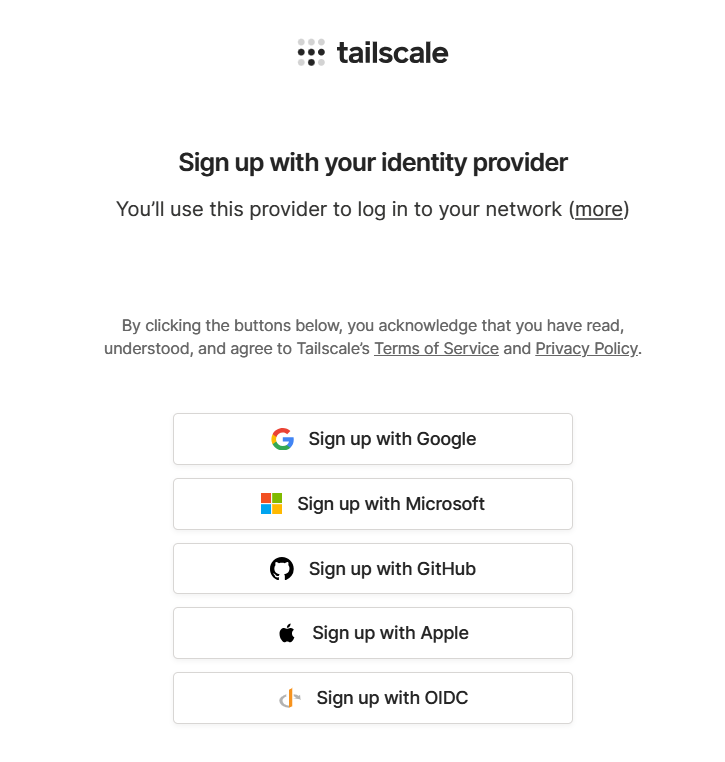 tailscale
Sign up with your identity provider
You’ll use this provider to log in to your network (more)
By clicking the buttons below, you acknowledge that you have read,
understood, and agree to Tailscale’s Terms of Service and Privacy Policy.
Sign up with Google
Sign up with Microsoft
Sign up with GitHub
Sign up with Apple
Sign up with OIDC